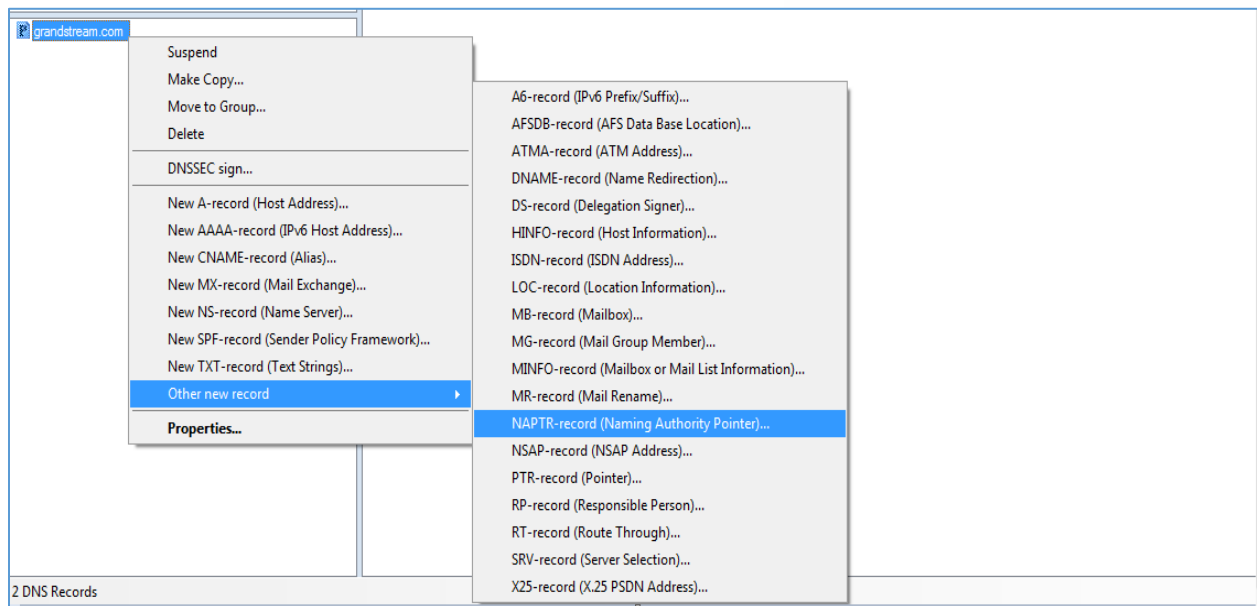 grandstream.com
Suspend
Make Copy...
Move to Group...
Delete
DNSSEC sign...
New A-record (Host Address)...
New AAAA-record (IPv6 Host Address)...
New CNAME-record (Alias)...
New MX-record (Mail Exchange)...
New NS-record (Name Server)...
New SPF-record (Sender Policy Framework)...
New TXT-record (Text Strings)...
Other new record
Properties...
A6-record (IPv6 Prefix/Suffix)...
AFSDB-record (AFS Data Base Location)...
ATMA-record (ATM Address)...
DNAME-record (Name Redirection)...
DS-record (Delegation Signer)...
HINFO-record (Host Information)...
ISDN-record (ISDN Address)...
LOC-record (Location Information)...
MB-record (Mailbox)...
MG-record (Mail Group Member)...
MINFO-record (Mailbox or Mail List Information)...
MR-record (Mail Rename)...
NAPTR-record (Naming Authority Pointer)...
NSAP-record (NSAP Address)...
PTR-record (Pointer)...
RP-record (Responsible Person)...
RT-record (Route Through)...
SRV-record (Server Selection)...
X25-record (X.25 PSDN Address)...
2 DNS Records